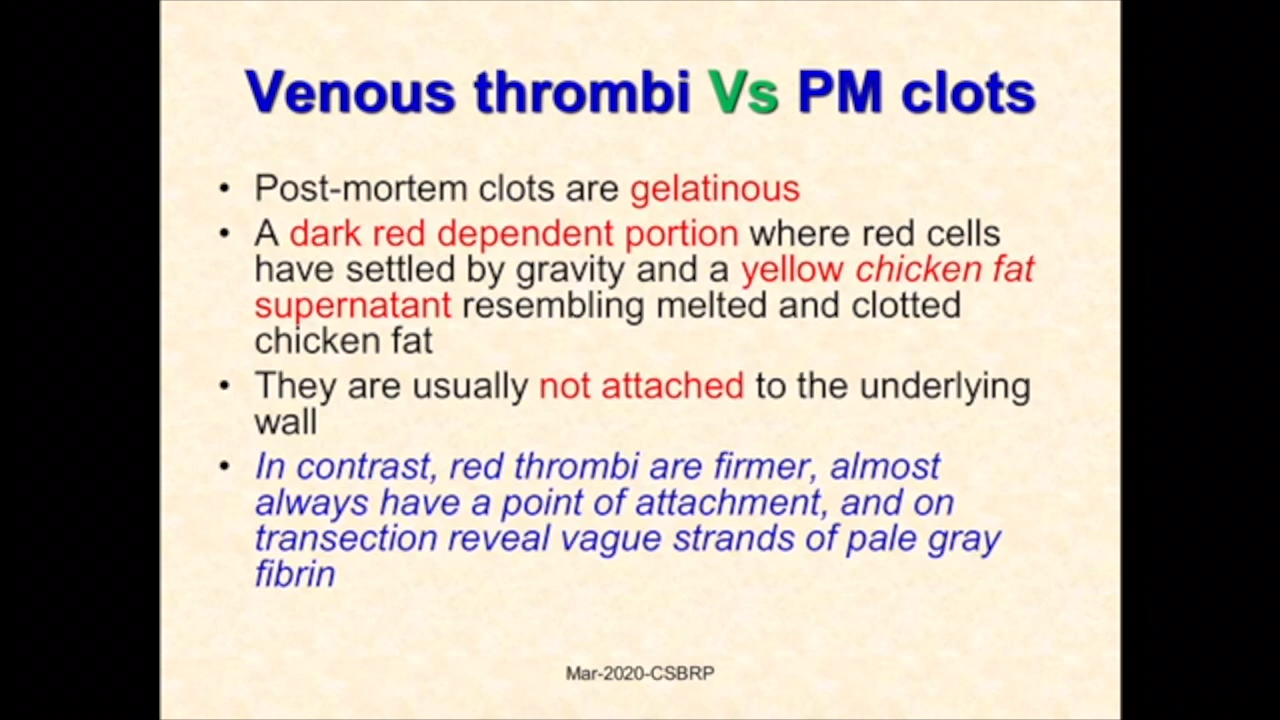 Venous thrombi Vs PM clots
• Post-mortem clots are gelatinous
• A dark red dependent portion where red cells
have settled by gravity and a yellow chicken fat
supernatant resembling melted and clotted
chicken fat
• They are usually not attached to the underlying
wall
• In contrast, red thrombi are firmer, almost
always have a point of attachment, and on
transection reveal vague strands of pale gray
fibrin
Mar-2020-CSBRP